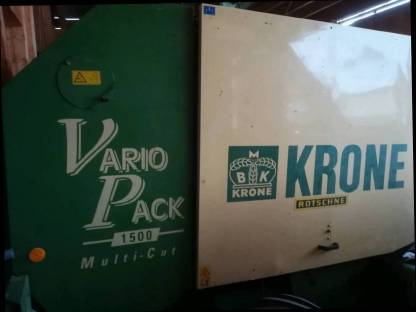 VARIO
PACK
1500
Multi-Cut
M
B K
KRONE
KRONE
ROTSCHNE